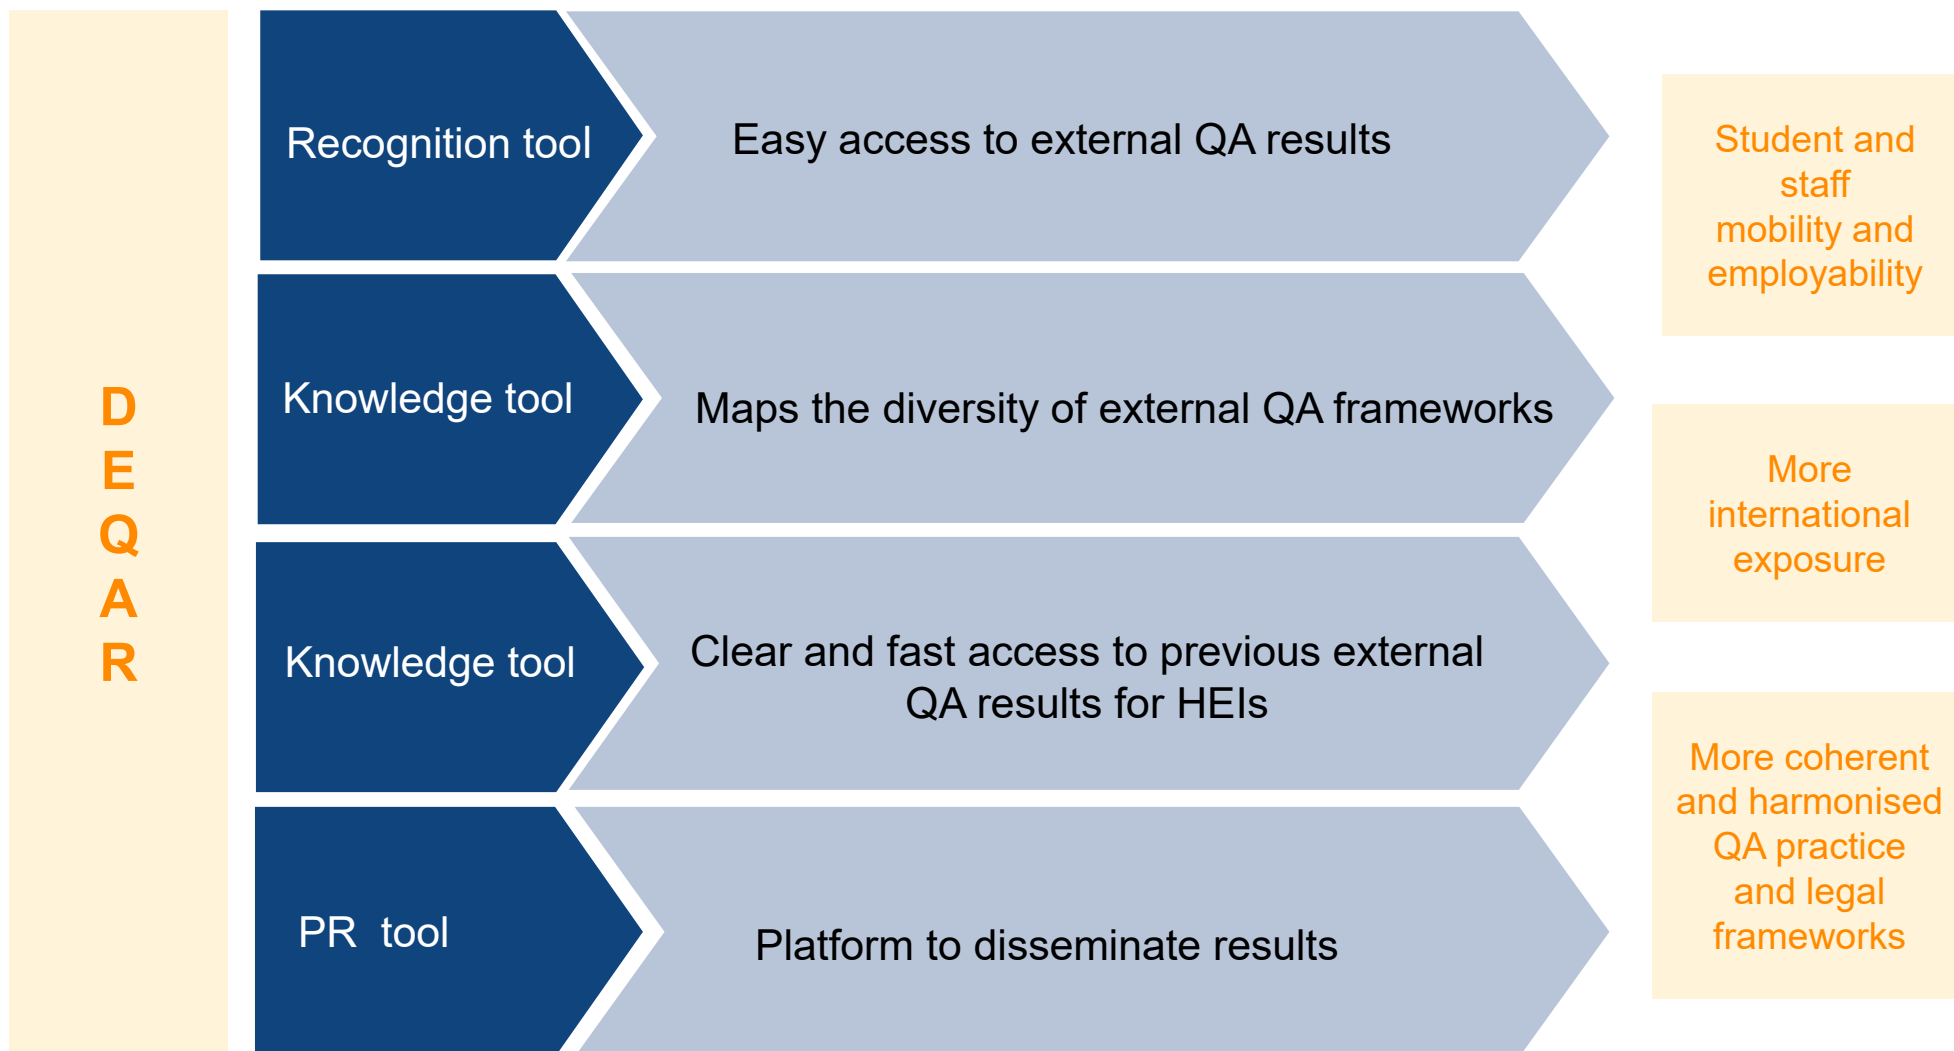 D
E
Q
A
R
Recognition tool
Easy access to external QA results
Knowledge tool
Maps the diversity of external QA frameworks
Knowledge tool
Clear and fast access to previous external
QA results for HEIs
PR  tool
Platform to disseminate results
Student and
staff
mobility and
employability
More
international
exposure
More coherent
and harmonised
QA practice
and legal
frameworks